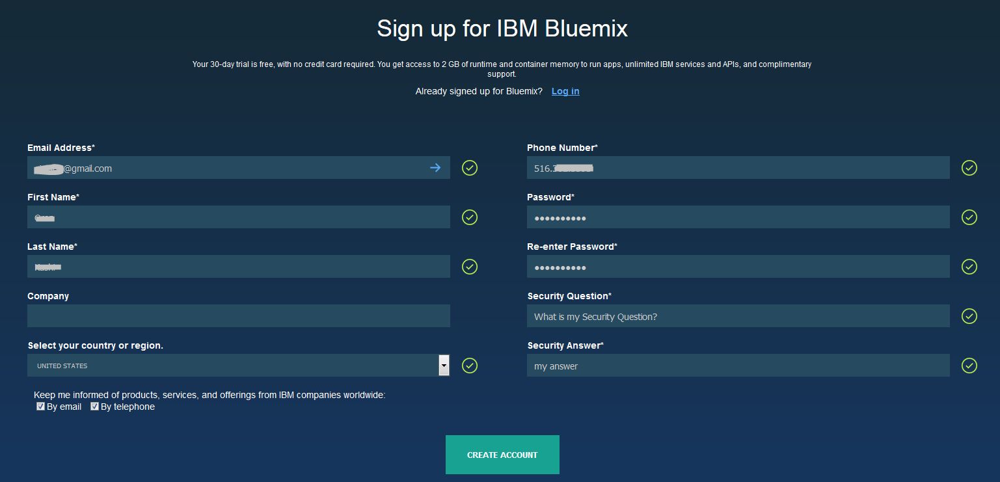 Sign up for IBM Bluemix
Your 30-day trial is free, with no credit card required. You get access to 2 GB of runtime and container memory to run apps, unlimited IBM services and APIs, and complimentary
support.
Already signed up for Bluemix? Log in
Email Address*
@gmail.com
First Name*
Last Name*
Company
Select your country or region.
UNITED STATES
Keep me informed of products, services, and offerings from IBM companies worldwide:
By email By telephone
Phone Number*
516.
Password*
Re-enter Password*
Security Question*
What is my Security Question?
Security Answer*
my answer
CREATE ACCOUNT